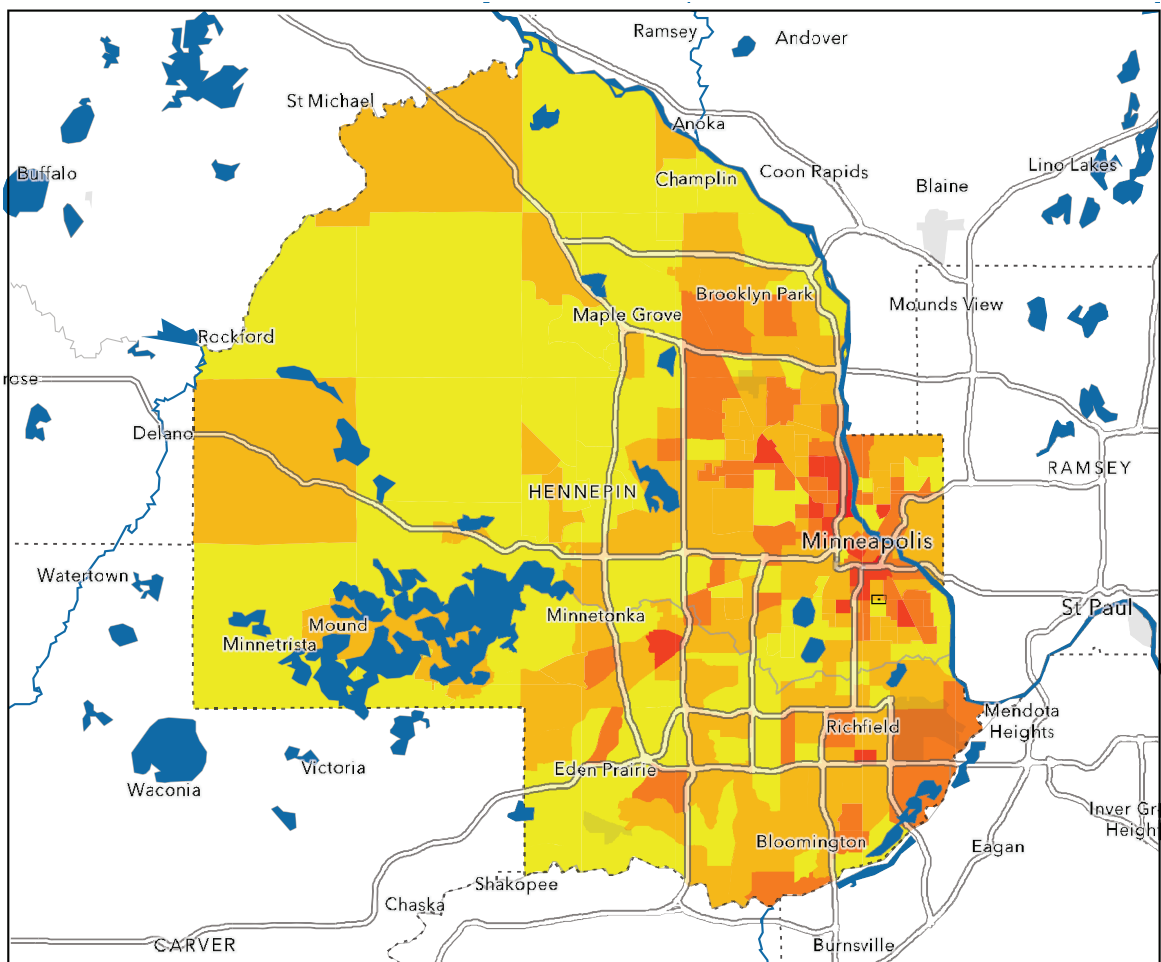 Ramsey
Andover
St Michael
Anoka
Buffalo
Champlin
Coon Rapids
Lino Lakes
Blaine
Brooklyn Park
Mounds View
Maple Grove
Rockford
rose
Delano
RAMSEY
HENNEPIN
Minneapolis
Watertown
St Paul
Minnetonka
Mound
Minnetrista
Mendota
Heights
Richfield
Victoria
Eden Prairie
Waconia
Inver Gr
Heigh
Bloomington
Eagan
Shakopee
Chaska
CARVER
Burnsville